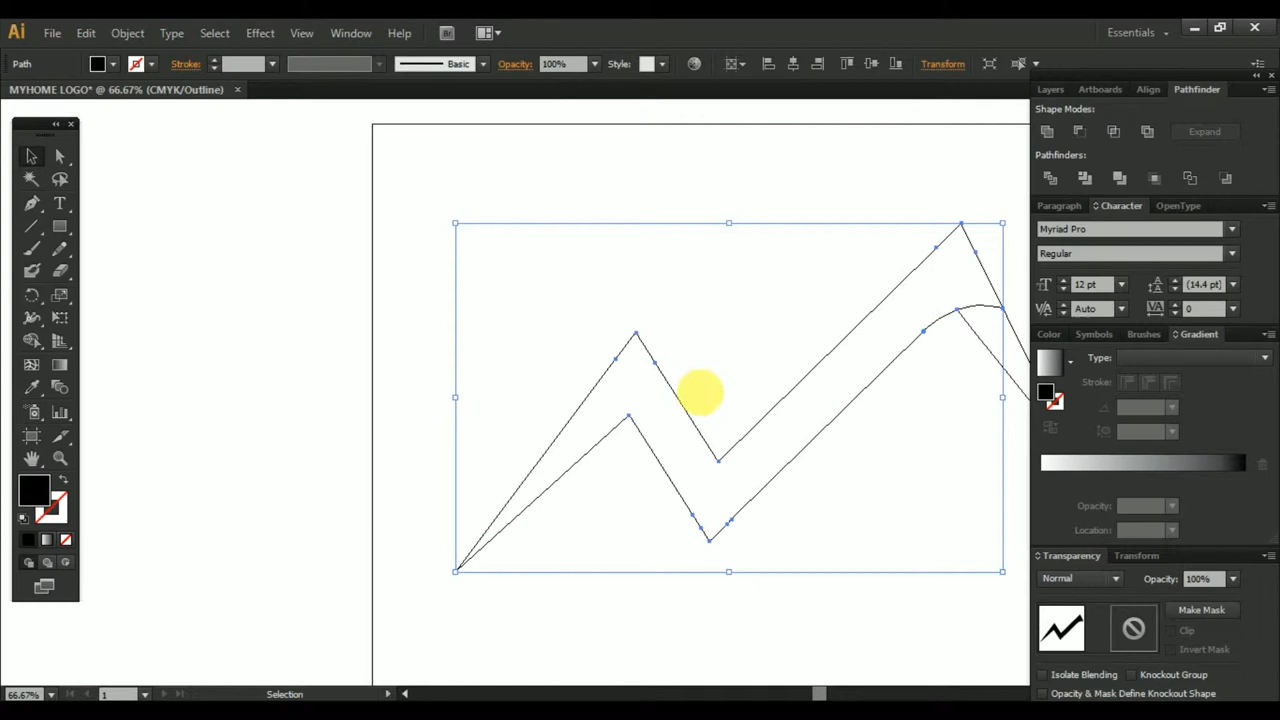 Ai File Edit Object Type Select Effect View Window Help Br Essentials
Path Stroke: Basic Opacity: 100% Style: Transform
MYHOME LOGO* @ 66.67% (CMYK/Outline) ×
Layers Artboards Align Pathfinder
Shape Modes:
Expand
Pathfinders:
Paragraph Character OpenType
Myriad Pro
Regular
12 pt (14.4 pt)
Auto 0
Color Symbols Brushes Gradient
Type:
Stroke:
Opacity:
Location:
Transparency Transform
Normal Opacity: 100%
Make Mask
Clip
Invert Mask
Isolate Blending Knockout Group
Opacity & Mask Define Knockout Shape
66.67% 1 Selection